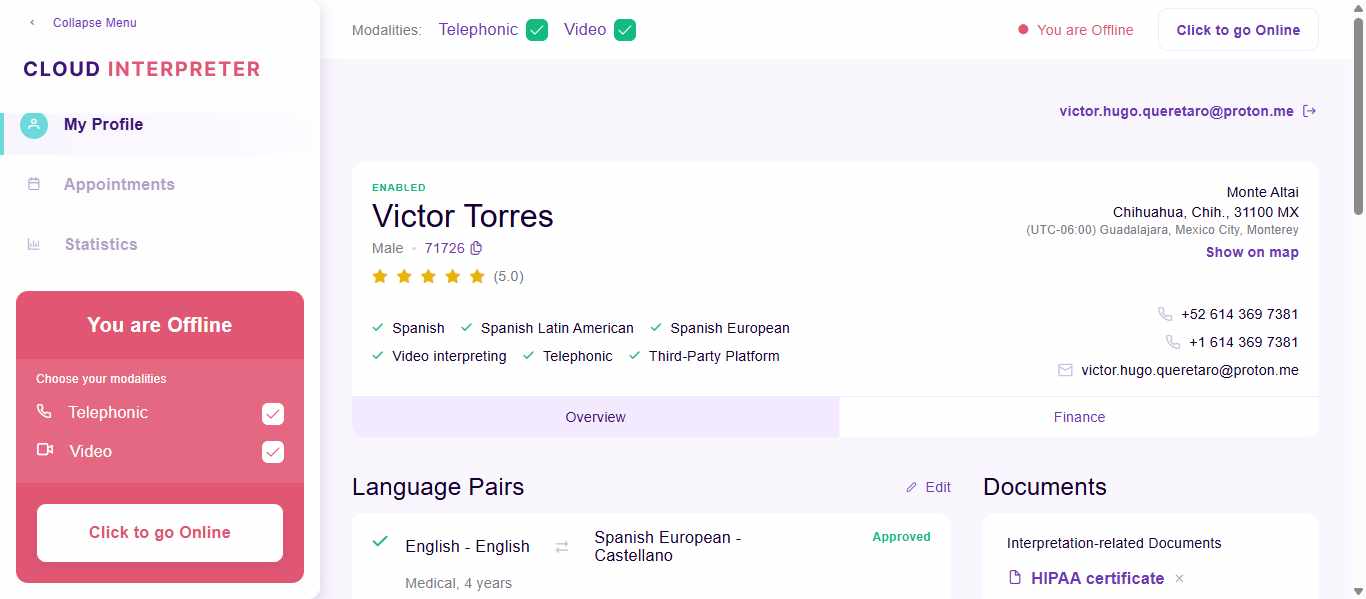 Collapse Menu
CLOUD INTERPRETER
My Profile
Appointments
Statistics
You are Offline
Choose your modalities
Telephonic
Video
Click to go Online
Modalities: Telephonic Video
You are Offline
Click to go Online
victor.hugo.queretaro@proton.me
ENABLED
Victor Torres
Male • 71726
(5.0)
Spanish Spanish Latin American Spanish European
Video interpreting Telephonic Third-Party Platform
Monte Altai
Chihuahua, Chih., 31100 MX
(UTC-06:00) Guadalajara, Mexico City, Monterey
Show on map
+52 614 369 7381
+1 614 369 7381
victor.hugo.queretaro@proton.me
Overview
Finance
Language Pairs
Edit
English - English
Spanish European -
Castellano
Approved
Medical, 4 years
Documents
Interpretation-related Documents
HIPAA certificate ×